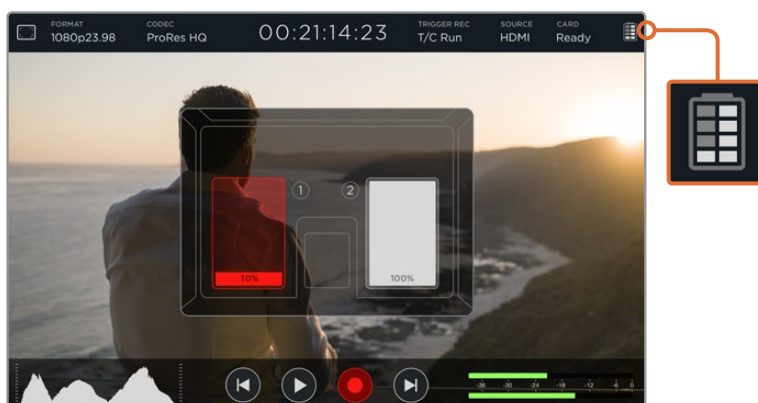 FORMAT CODEC TRIGGER REC SOURCE CARD
1080p23.98 ProRes HQ 00:21:14:23 T/C Run HDMI Ready
1 2
10% 100%
-36 -30 -24 -18 -12 -6 0